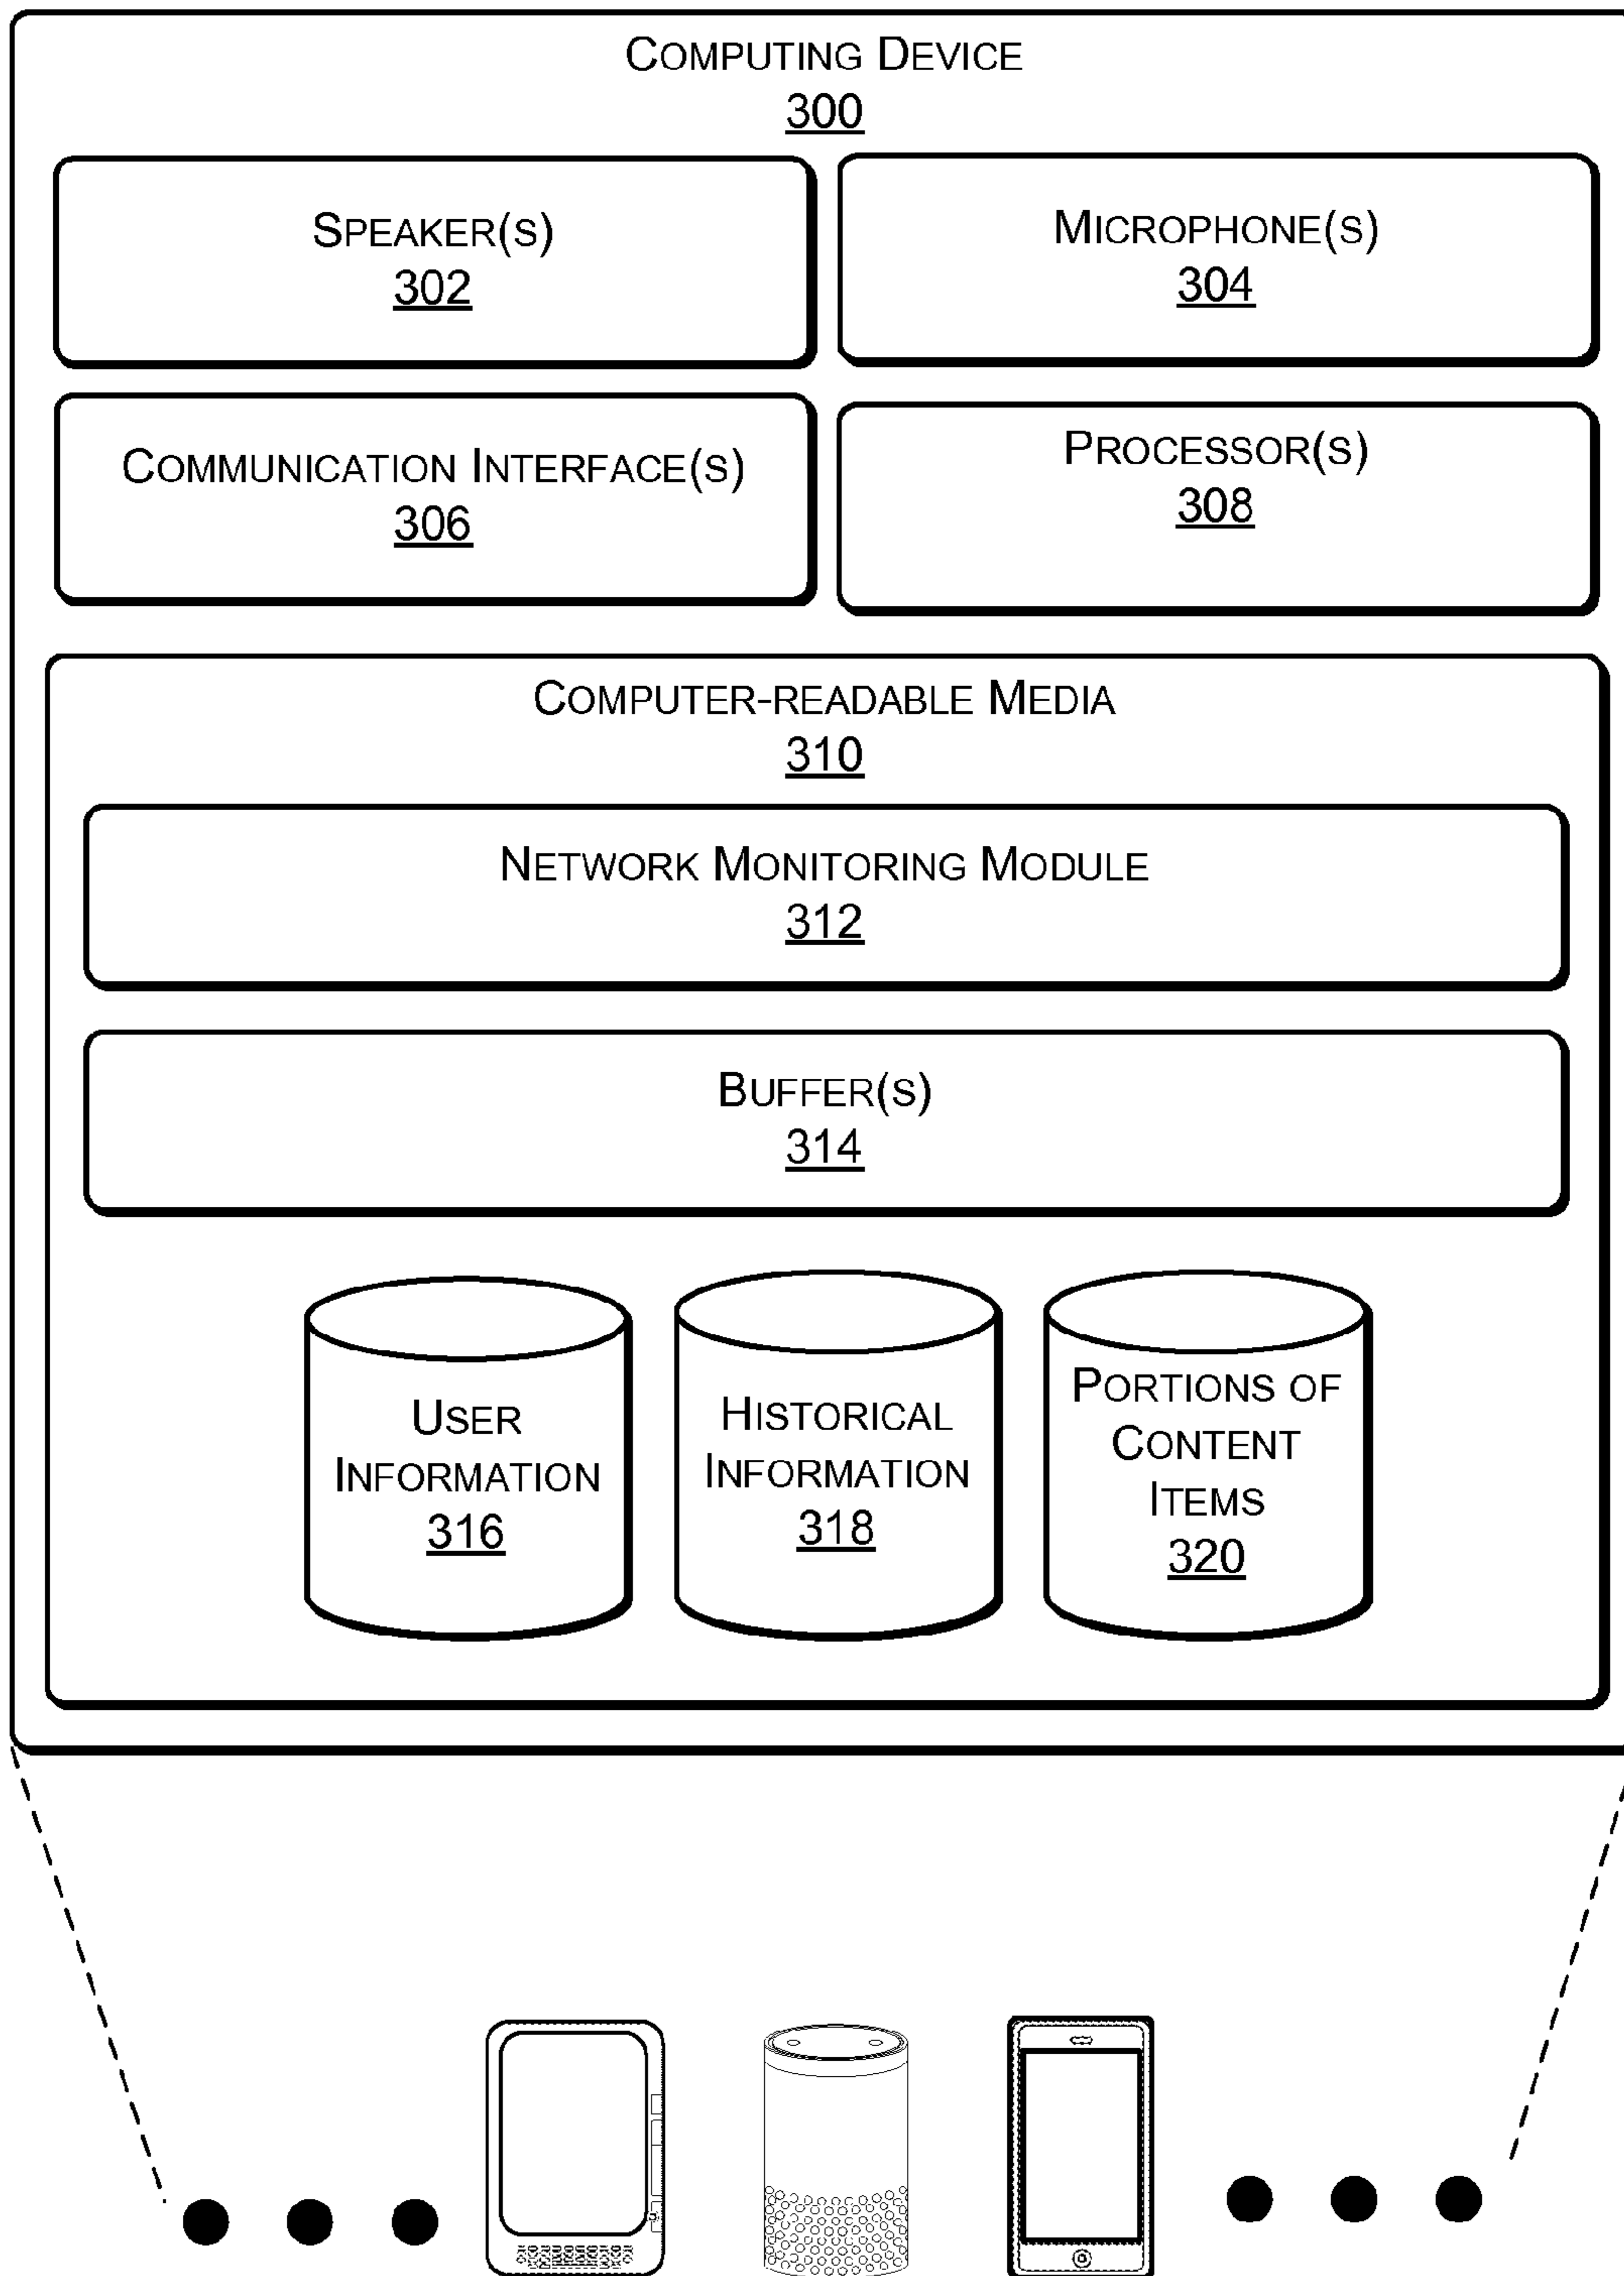 COMPUTING DEVICE
300
SPEAKER(S)
302
MICROPHONE(S)
304
COMMUNICATION INTERFACE(S)
306
PROCESSOR(S)
308
COMPUTER-READABLE MEDIA
310
NETWORK MONITORING MODULE
312
BUFFER(S)
314
USER
INFORMATION
316
HISTORICAL
INFORMATION
318
PORTIONS OF
CONTENT
ITEMS
320